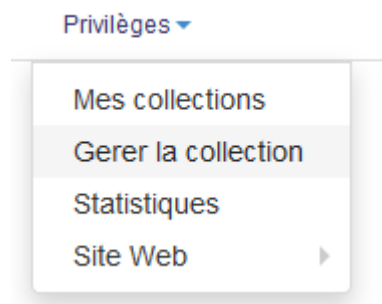 Privilèges
Mes collections
Gerer la collection
Statistiques
Site Web